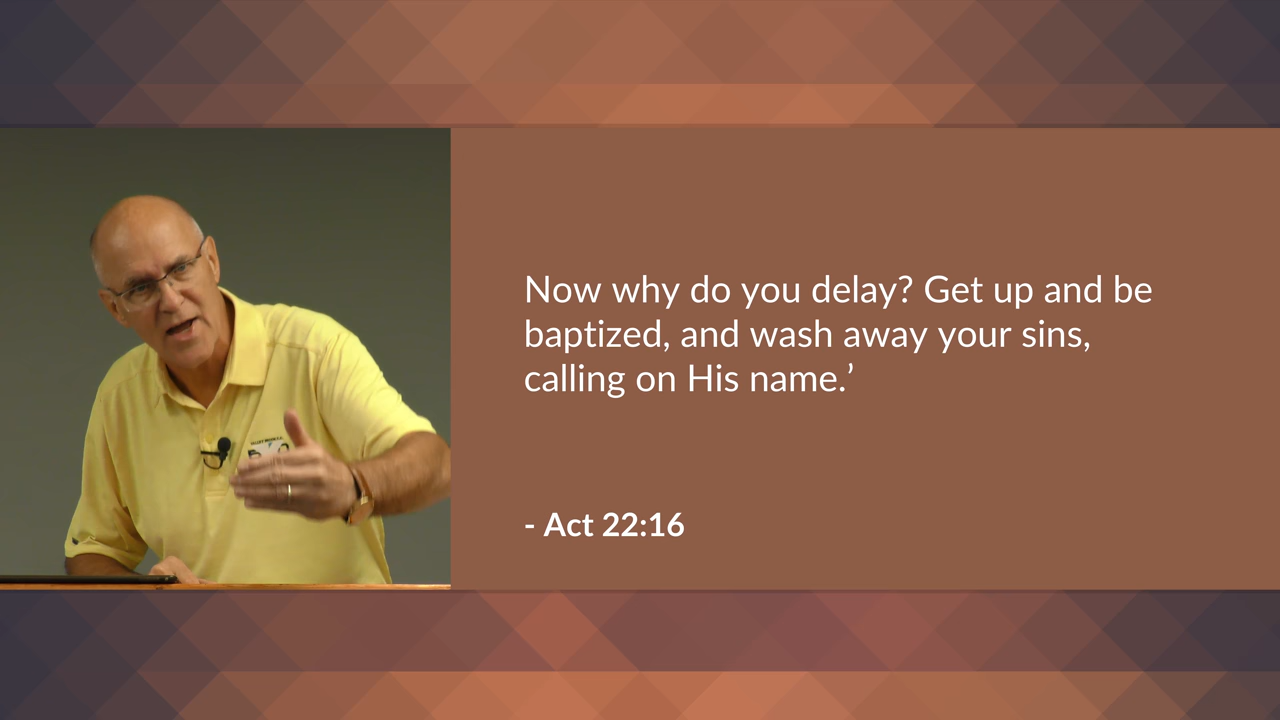 Now why do you delay? Get up and be
baptized, and wash away your sins,
calling on His name.’
- Act 22:16